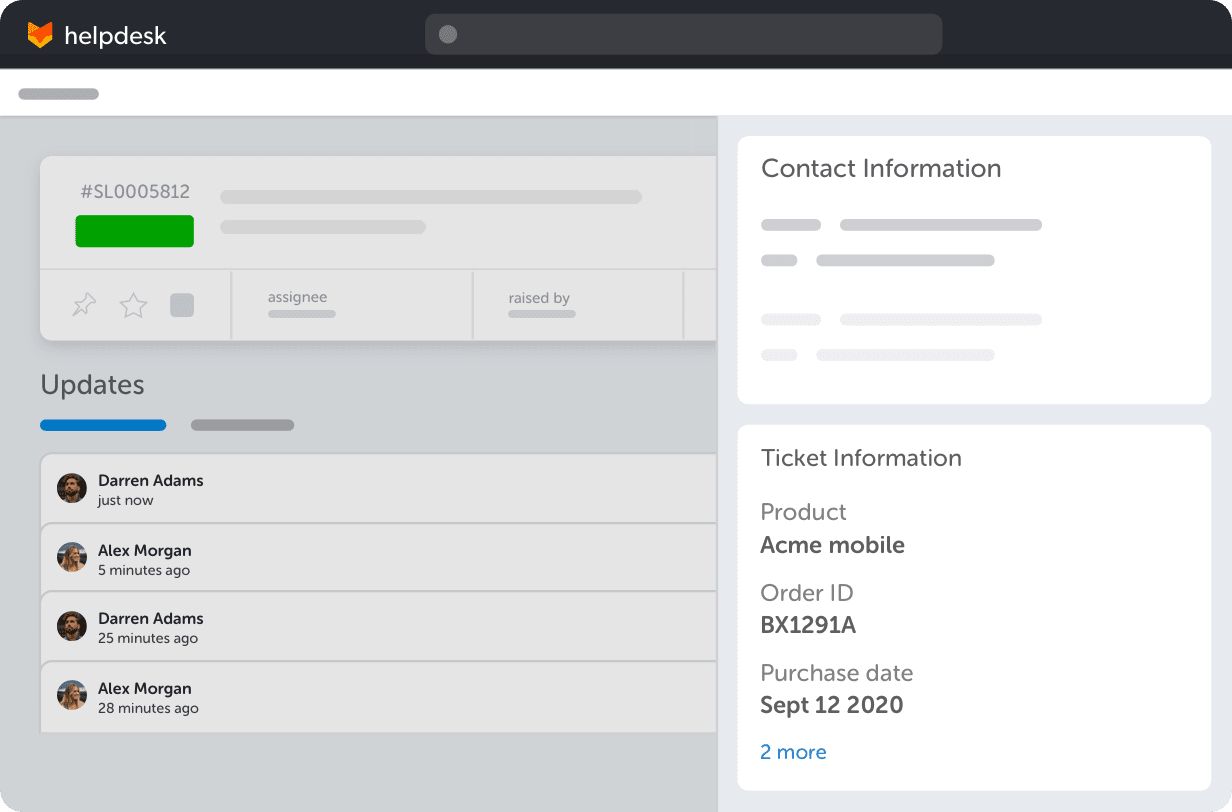 helpdesk
#SL0005812
assignee
raised by
Updates
Darren Adams
just now
Alex Morgan
5 minutes ago
Darren Adams
25 minutes ago
Alex Morgan
28 minutes ago
Contact Information
Ticket Information
Product
Acme mobile
Order ID
BX1291A
Purchase date
Sept 12 2020
2 more